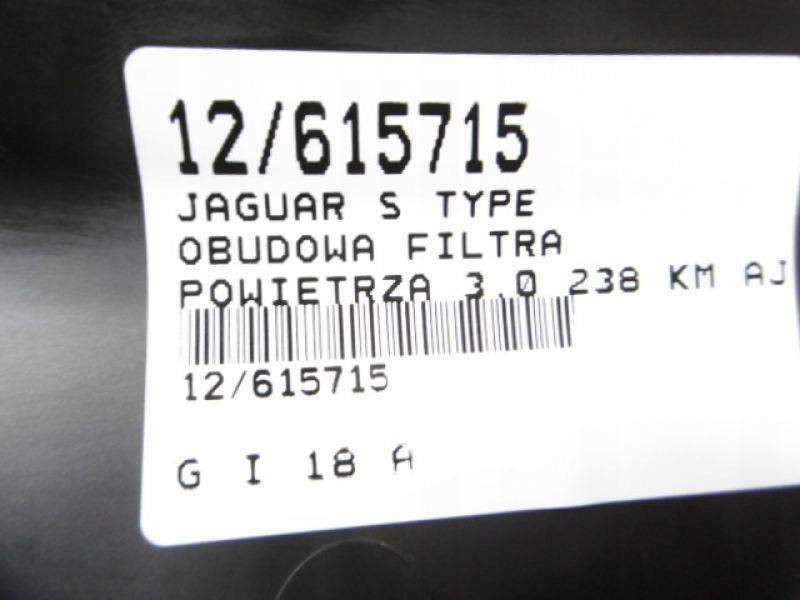 12/615715
JAGUAR S TYPE
OBUDOWA FILTRA
POWIETRZA 3.0 238 KM AJ
12/615715
G I 18 A